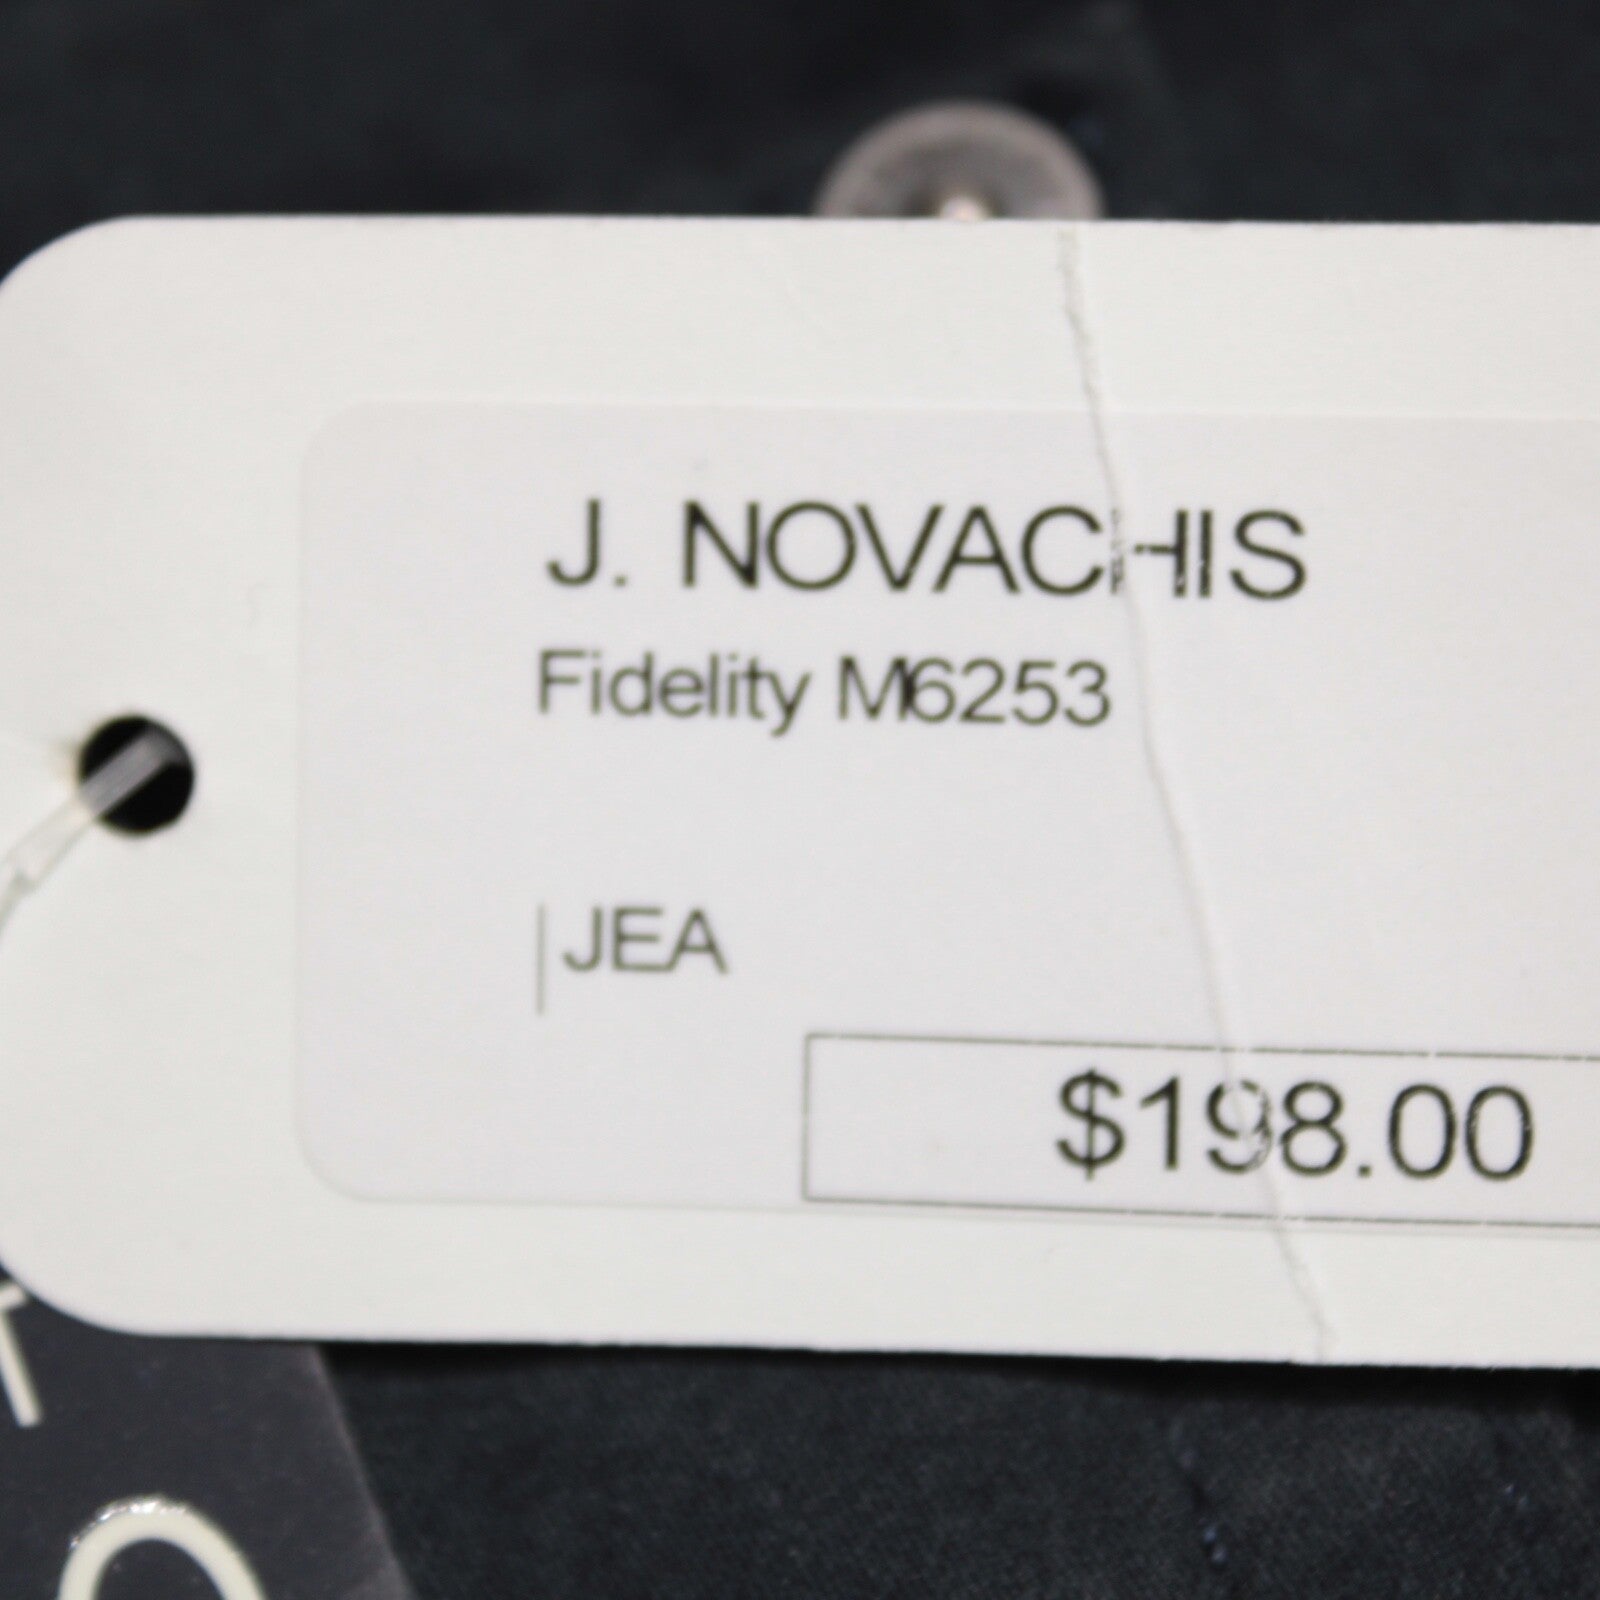 J. NOVACHIS
Fidelity M6253
JEA
$198.00